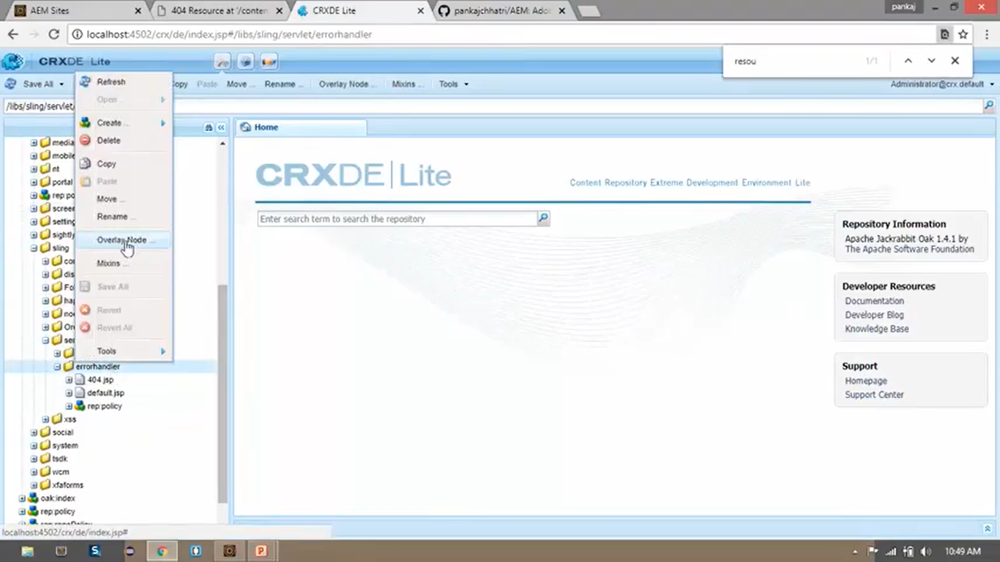 AEM Sites
404 Resource at '/conten
CRXDE Lite
pankajchhatri/AEM: Ado
pankaj
localhost:4502/crx/de/index.jsp#/libs/sling/servlet/errorhandler
CRXDE Lite
resou
1/1
Save All
Refresh
Copy
Paste
Move ...
Rename ...
Overlay Node ...
Mixins ...
Tools
Administrator@crx.default
/libs/sling/servlet/
Open ...
Create ...
Delete
Copy
Paste
Move ...
Rename ...
Overlay Node ...
Mixins ...
Save All
Revert
Revert All
Tools
Home
media
mobile
nt
portal
rep:po
screen
setting
sightly
sling
co
dis
Fo
ha
no
Or
ser
errorhandler
404.jsp
default.jsp
rep:policy
xss
social
system
tsdk
wcm
xfaforms
oak:index
rep:policy
rep:repoPolicy
CRXDE Lite
Content Repository Extreme Development Environment Lite
Enter search term to search the repository
Repository Information
Apache Jackrabbit Oak 1.4.1 by
The Apache Software Foundation
Developer Resources
Documentation
Developer Blog
Knowledge Base
Support
Homepage
Support Center
localhost:4502/crx/de/index.jsp#
10:49 AM